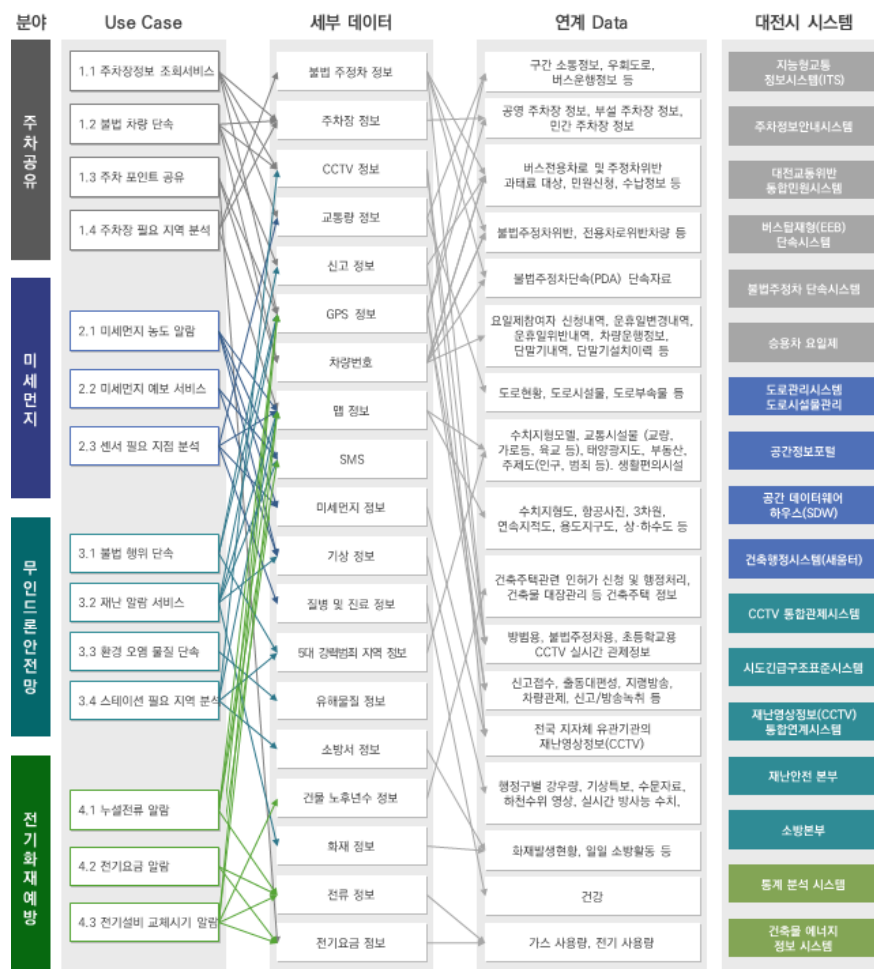 분야
Use Case
세부 데이터
연계 Data
대전시 시스템
주차공유
1.1 주차장정보 조회서비스
1.2 불법 차량 단속
1.3 주차 포인트 공유
1.4 주차장 필요 지역 분석
미세먼지
2.1 미세먼지 농도 알람
2.2 미세먼지 예보 서비스
2.3 센서 필요 지점 분석
무인드론안전망
3.1 불법 행위 단속
3.2 재난 알람 서비스
3.3 환경 오염 물질 단속
3.4 스테이션 필요 지역 분석
전기화재예방
4.1 누설전류 알람
4.2 전기요금 알람
4.3 전기설비 교체시기 알람
불법 주정차 정보
주차장 정보
CCTV 정보
교통량 정보
신고 정보
GPS 정보
차량번호
맵 정보
SMS
미세먼지 정보
기상 정보
질병 및 진료 정보
5대 강력범죄 지역 정보
유해물질 정보
소방서 정보
건물 노후년수 정보
화재 정보
전류 정보
전기요금 정보
구간 소통정보, 우회도로,
버스운행정보 등
공영 주차장 정보, 부설 주차장 정보,
민간 주차장 정보
버스전용차로 및 주정차위반
과태료 대상, 민원신청, 수납정보 등
불법주정차위반, 전용차로위반차량 등
불법주정차단속(PDA) 단속자료
요일제참여자 신청내역, 운휴일변경내역,
운휴일위반내역, 차량운행정보,
단말기내역, 단말기설치이력 등
도로현황, 도로시설물, 도로부속물 등
수치지형모델, 교통시설물 (교량,
가로등, 육교 등), 태양광지도, 부동산,
주제도(인구, 범죄 등). 생활편의시설
수치지형도, 항공사진, 3차원,
연속지적도, 용도지구도, 상·하수도 등
건축주택관련 인허가 신청 및 행정처리,
건축물 대장관리 등 건축주택 정보
방범용, 불법주정차용, 초등학교용
CCTV 실시간 관제정보
신고접수, 출동대편성, 지령방송,
차량관제, 신고/방송녹취 등
전국 지자체 유관기관의
재난영상정보(CCTV)
행정구별 강우량, 기상특보, 수문자료,
하천수위 영상, 실시간 방사능 수치,
화재발생현황, 일일 소방활동 등
건강
가스 사용량, 전기 사용량
지능형교통
정보시스템(ITS)
주차정보안내시스템
대전교통위반
통합민원시스템
버스탑재형(EEB)
단속시스템
불법주정차 단속시스템
승용차 요일제
도로관리시스템
도로시설물관리
공간정보포털
공간 데이터웨어
하우스(SDW)
건축행정시스템(새움터)
CCTV 통합관제시스템
시도긴급구조표준시스템
재난영상정보(CCTV)
통합연계시스템
재난안전 본부
소방본부
통계 분석 시스템
건축물 에너지
정보 시스템